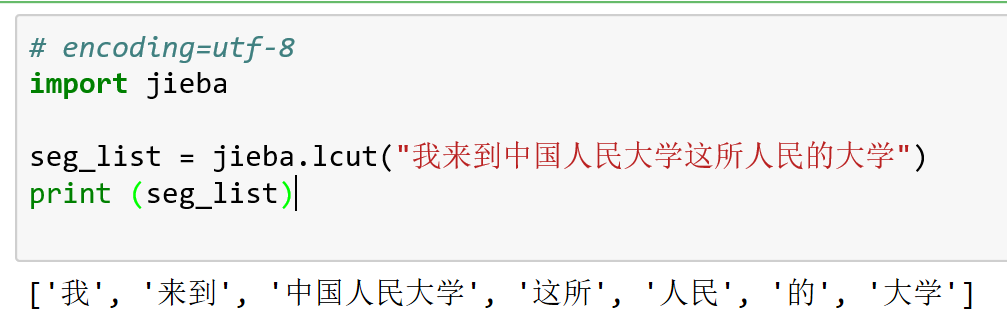 # encoding=utf-8
import jieba
seg_list = jieba.lcut("我来到中国人民大学这所人民的大学")
print (seg_list)
['我', '来到', '中国人民大学', '这所', '人民', '的', '大学']